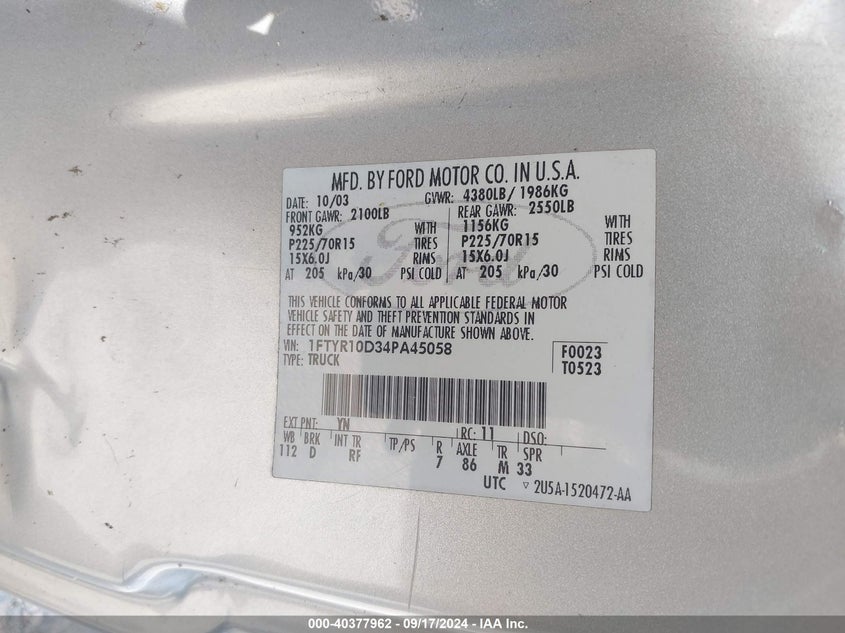 MFD. BY FORD MOTOR CO. IN U.S.A.
DATE: 10/03 GVWR: 4380LB/ 1986KG
FRONT GAWR: 2100LB REAR GAWR: 2550LB
952KG WITH 1156KG WITH
P225/70R15 TIRES P225/70R15 TIRES
15X6.0J RIMS 15X6.0J RIMS
AT 205 kPa/30 PSI COLD AT 205 kPa/30 PSI COLD
Ford
THIS VEHICLE CONFORMS TO ALL APPLICABLE FEDERAL MOTOR
VEHICLE SAFETY AND THEFT PREVENTION STANDARDS IN
EFFECT ON THE DATE OF MANUFACTURE SHOWN ABOVE.
VIN: 1FTYR10D34PA45058 F0023
TYPE: TRUCK T0523
EXT PNT: YN RC: 11 DSO:
WB BRK INT TR TP/PS R AXLE TR SPR
112 D RF 7 86 M 33
UTC ▽ 2U5A-1520472-AA
000-40377962 - 09/17/2024 - IAA Inc.